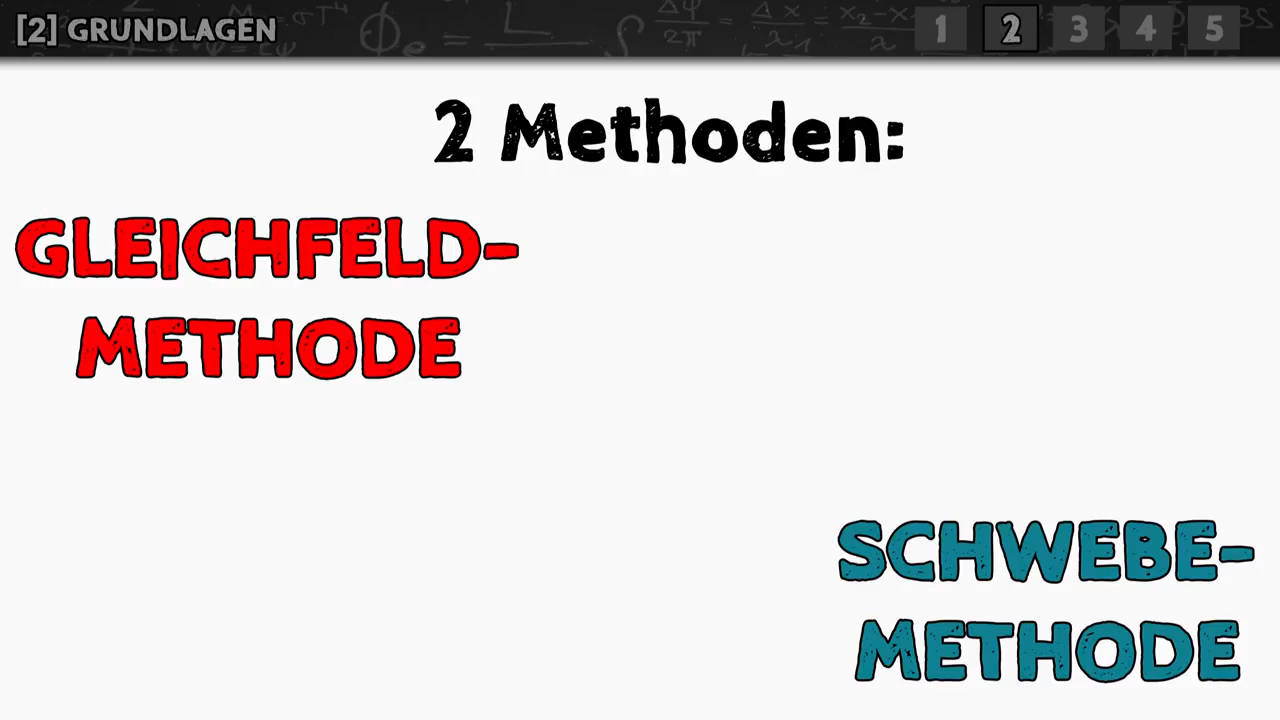 [2] GRUNDLAGEN
1 2 3 4 5
2 Methoden:
GLEICHFELD-
METHODE
SCHWEBE-
METHODE